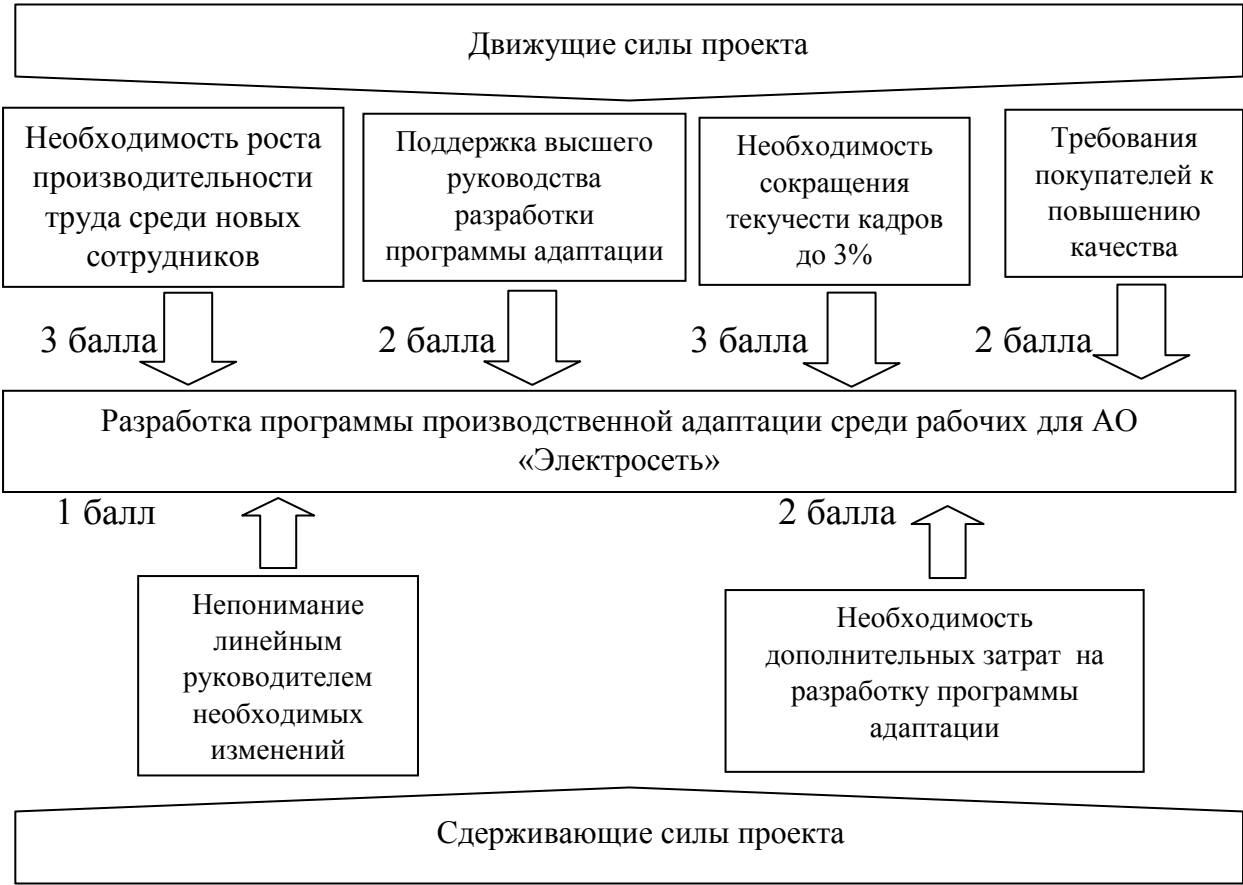 Движущие силы проекта
Необходимость роста
производительности
труда среди новых
сотрудников
Поддержка высшего
руководства
разработки
программы адаптации
Необходимость
сокращения
текучести кадров
до 3%
Требования
покупателей к
повышению
качества
3 балла
2 балла
3 балла
2 балла
Разработка программы производственной адаптации среди рабочих для АО
«Электросеть»
1 балл
2 балла
Непонимание
линейным
руководителем
необходимых
изменений
Необходимость
дополнительных затрат на
разработку программы
адаптации
Сдерживающие силы проекта